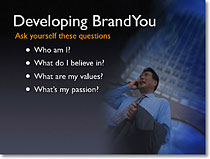 Developing BrandYou
Ask yourself these questions
• Who am I?
• What do I believe in?
• What are my values?
• What's my passion?